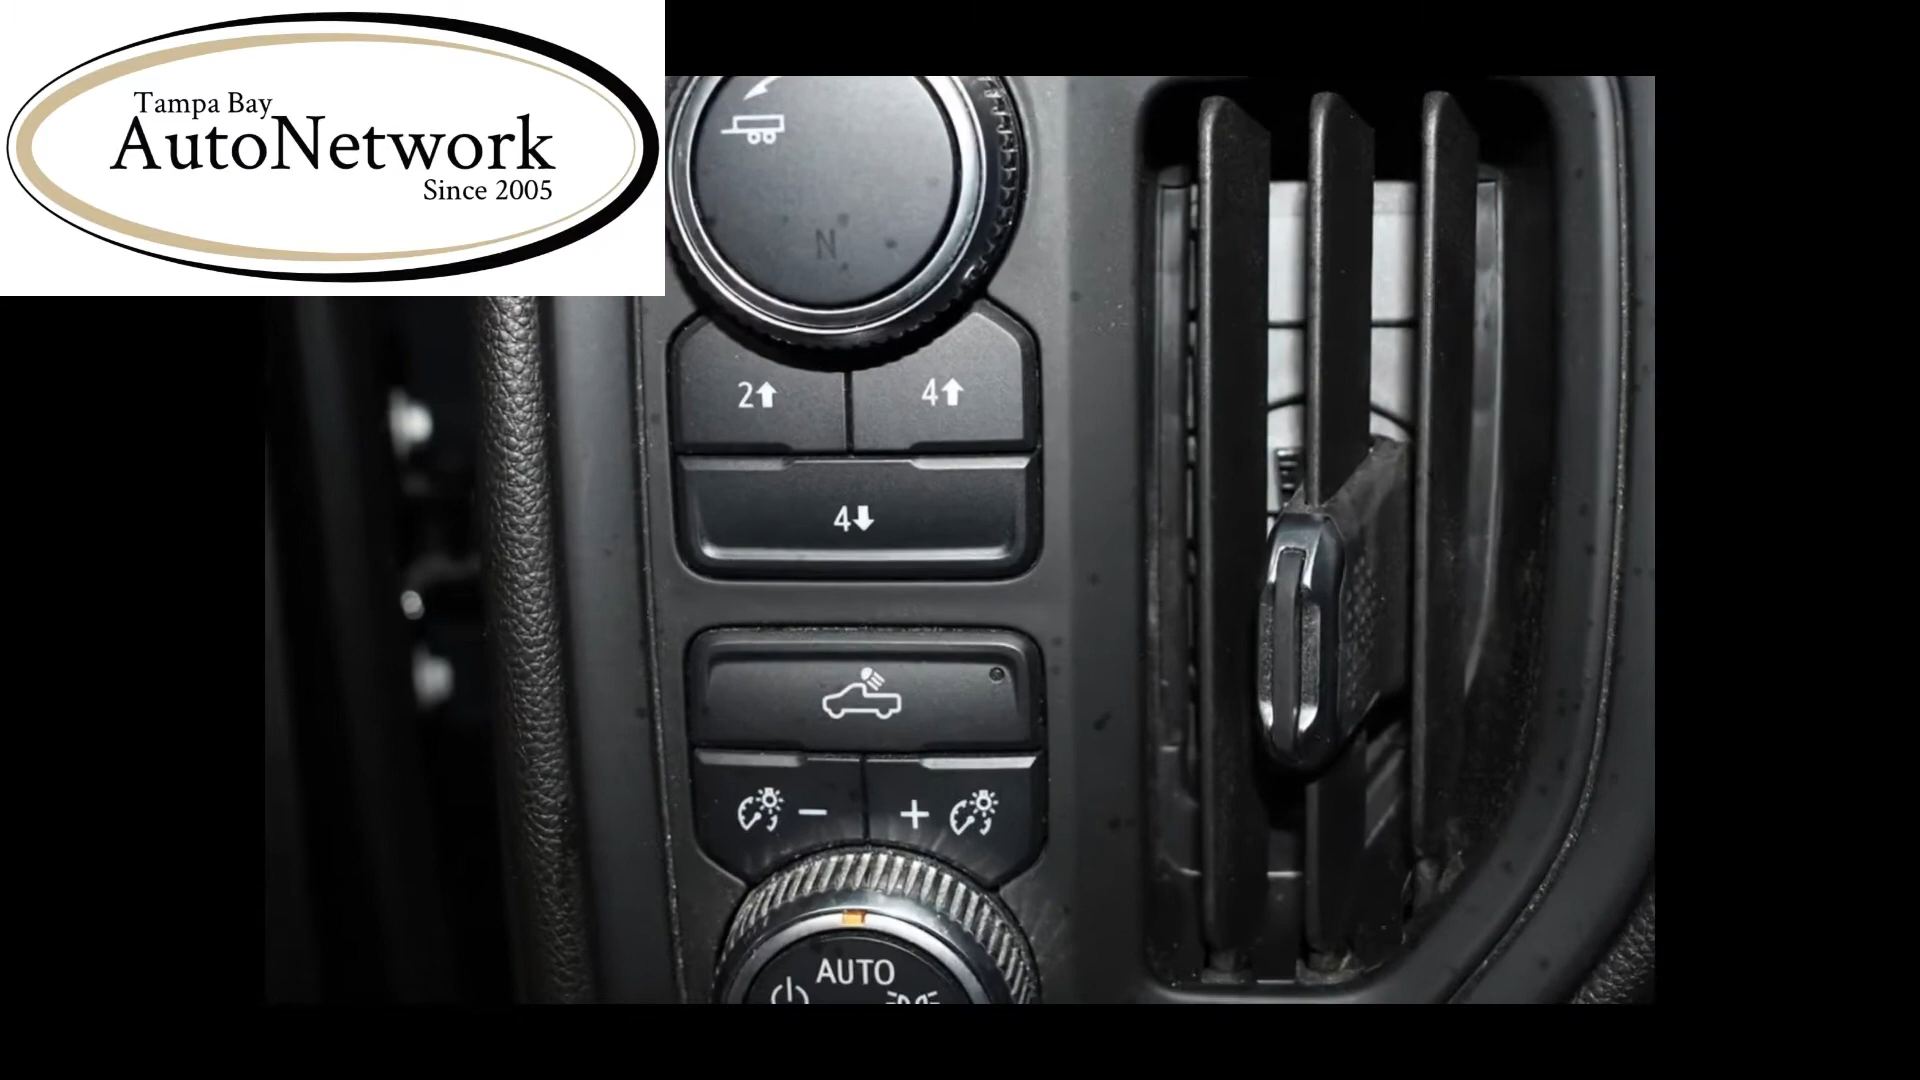 Tampa Bay
AutoNetwork
Since 2005
N
2⬆ 4⬆
4⬇
− +
AUTO